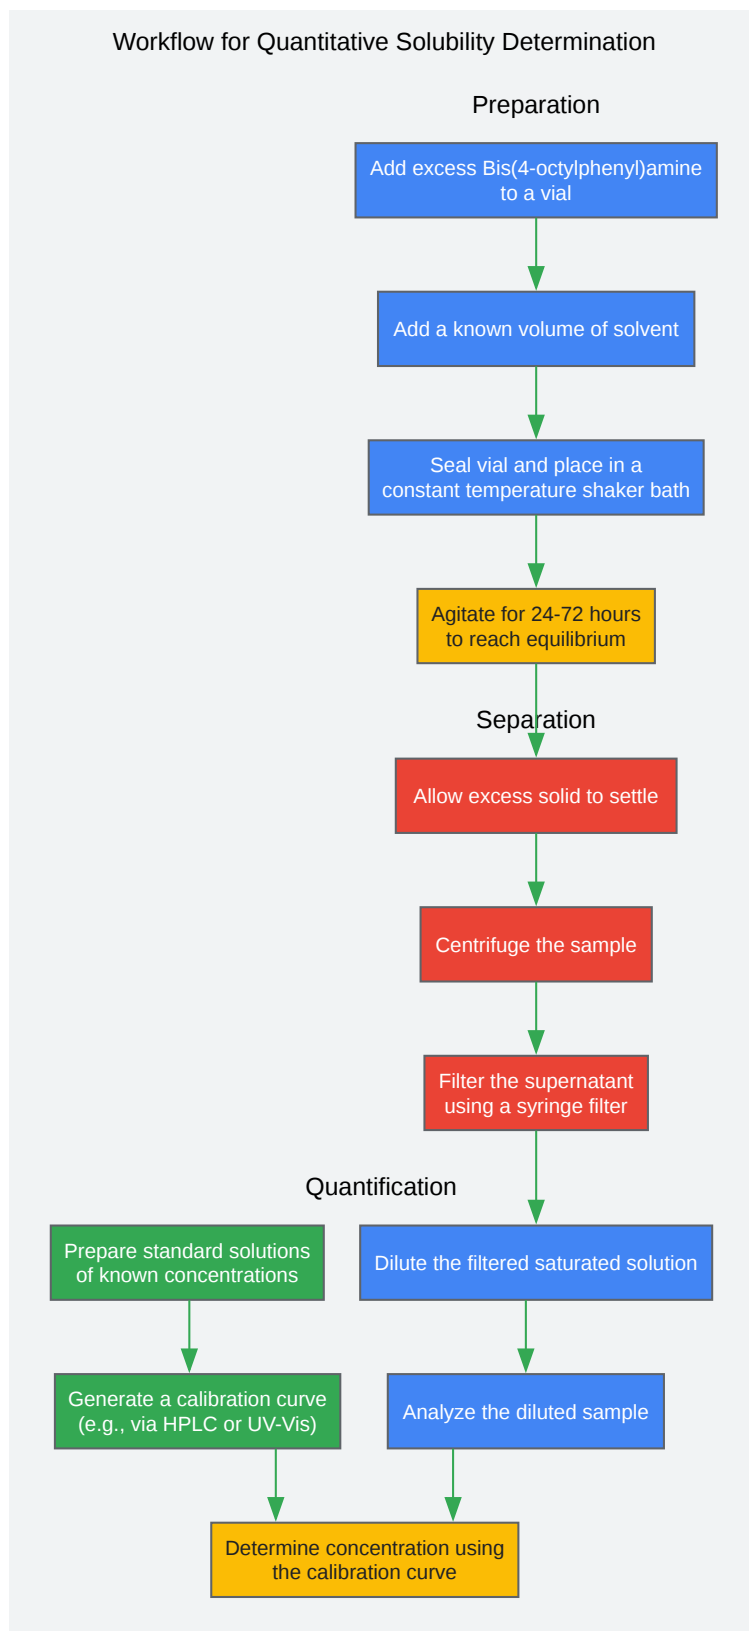 Workflow for Quantitative Solubility Determination
Preparation
Add excess Bis(4-octylphenyl)amine
to a vial
Add a known volume of solvent
Seal vial and place in a
constant temperature shaker bath
Agitate for 24-72 hours
to reach equilibrium
Separation
Allow excess solid to settle
Centrifuge the sample
Filter the supernatant
using a syringe filter
Quantification
Prepare standard solutions
of known concentrations
Dilute the filtered saturated solution
Generate a calibration curve
(e.g., via HPLC or UV-Vis)
Analyze the diluted sample
Determine concentration using
the calibration curve